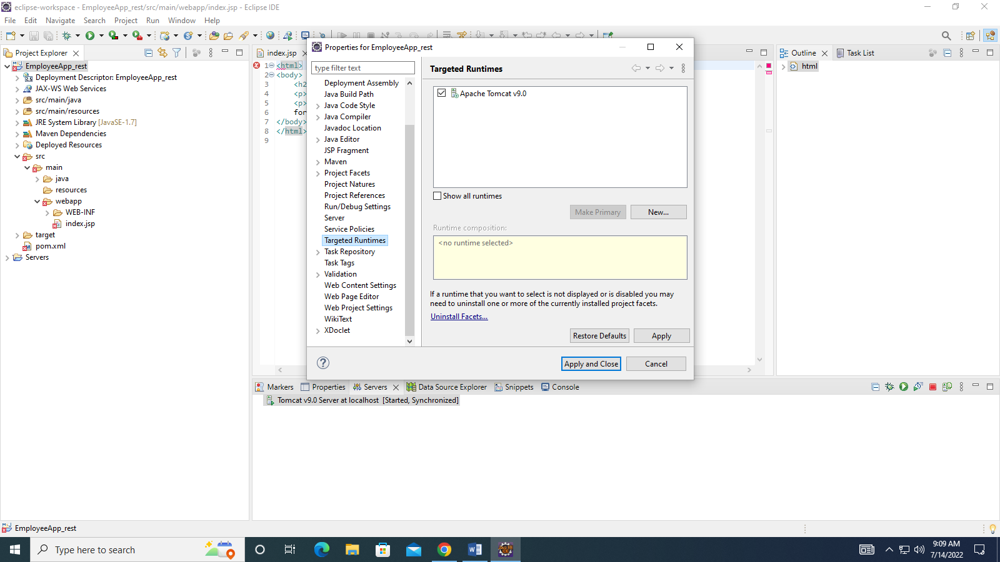 eclipse-workspace - EmployeeApp_rest/src/main/webapp/index.jsp - Eclipse IDE
File Edit Navigate Search Project Run Window Help
Project Explorer
EmployeeApp_rest
Deployment Descriptor: EmployeeApp_rest
JAX-WS Web Services
src/main/java
src/main/resources
JRE System Library [JavaSE-1.7]
Maven Dependencies
Deployed Resources
src
main
java
resources
webapp
WEB-INF
index.jsp
target
pom.xml
Servers
index.jsp
1 <html>
2 <body>
3 <h2
4 <p>
5 <p>
6 for
7 </body>
8 </html>
9
Properties for EmployeeApp_rest
type filter text
Deployment Assembly
Java Build Path
Java Code Style
Java Compiler
Javadoc Location
Java Editor
JSP Fragment
Maven
Project Facets
Project Natures
Project References
Run/Debug Settings
Server
Service Policies
Targeted Runtimes
Task Repository
Task Tags
Validation
Web Content Settings
Web Page Editor
Web Project Settings
WikiText
XDoclet
Targeted Runtimes
Apache Tomcat v9.0
Show all runtimes
Make Primary New...
Runtime composition:
<no runtime selected>
If a runtime that you want to select is not displayed or is disabled you may
need to uninstall one or more of the currently installed project facets.
Uninstall Facets...
Restore Defaults Apply
Apply and Close Cancel
Outline Task List
html
Markers Properties Servers Data Source Explorer Snippets Console
Tomcat v9.0 Server at localhost [Started, Synchronized]
EmployeeApp_rest
Type here to search
9:09 AM
7/14/2022